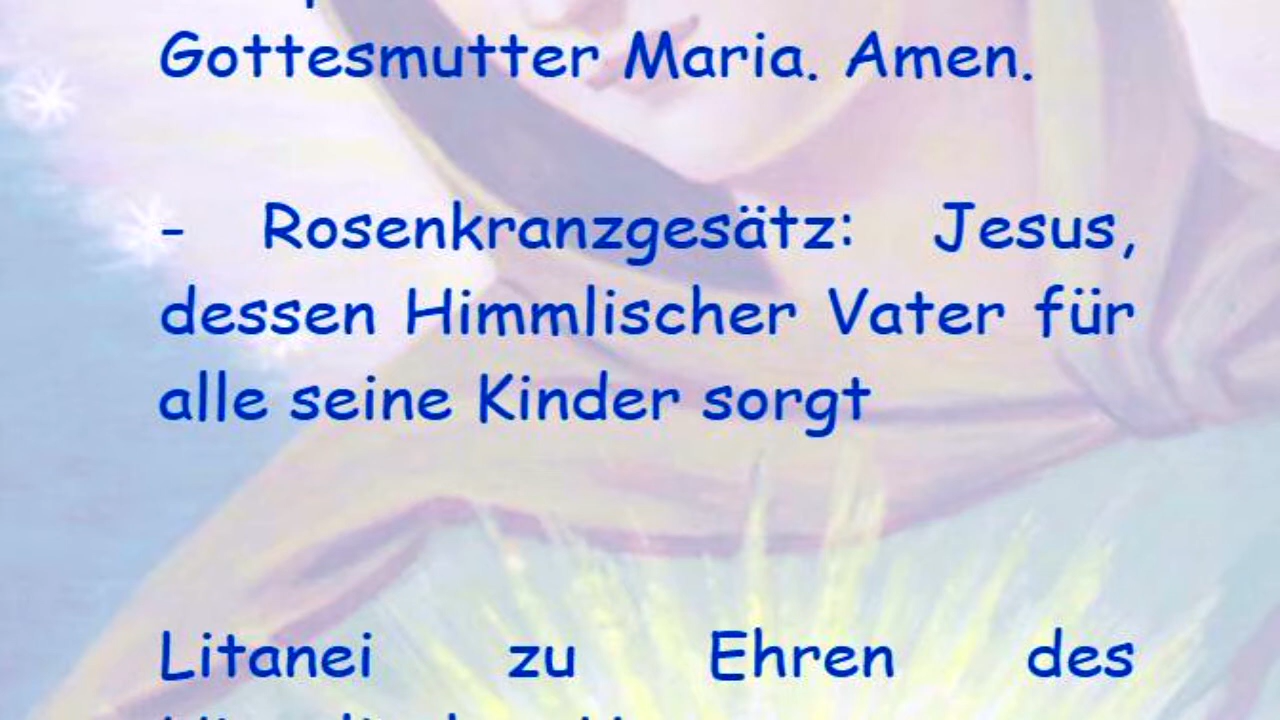 Gottesmutter Maria. Amen.
- Rosenkranzgesätz: Jesus,
dessen Himmlischer Vater für
alle seine Kinder sorgt
Litanei zu Ehren des